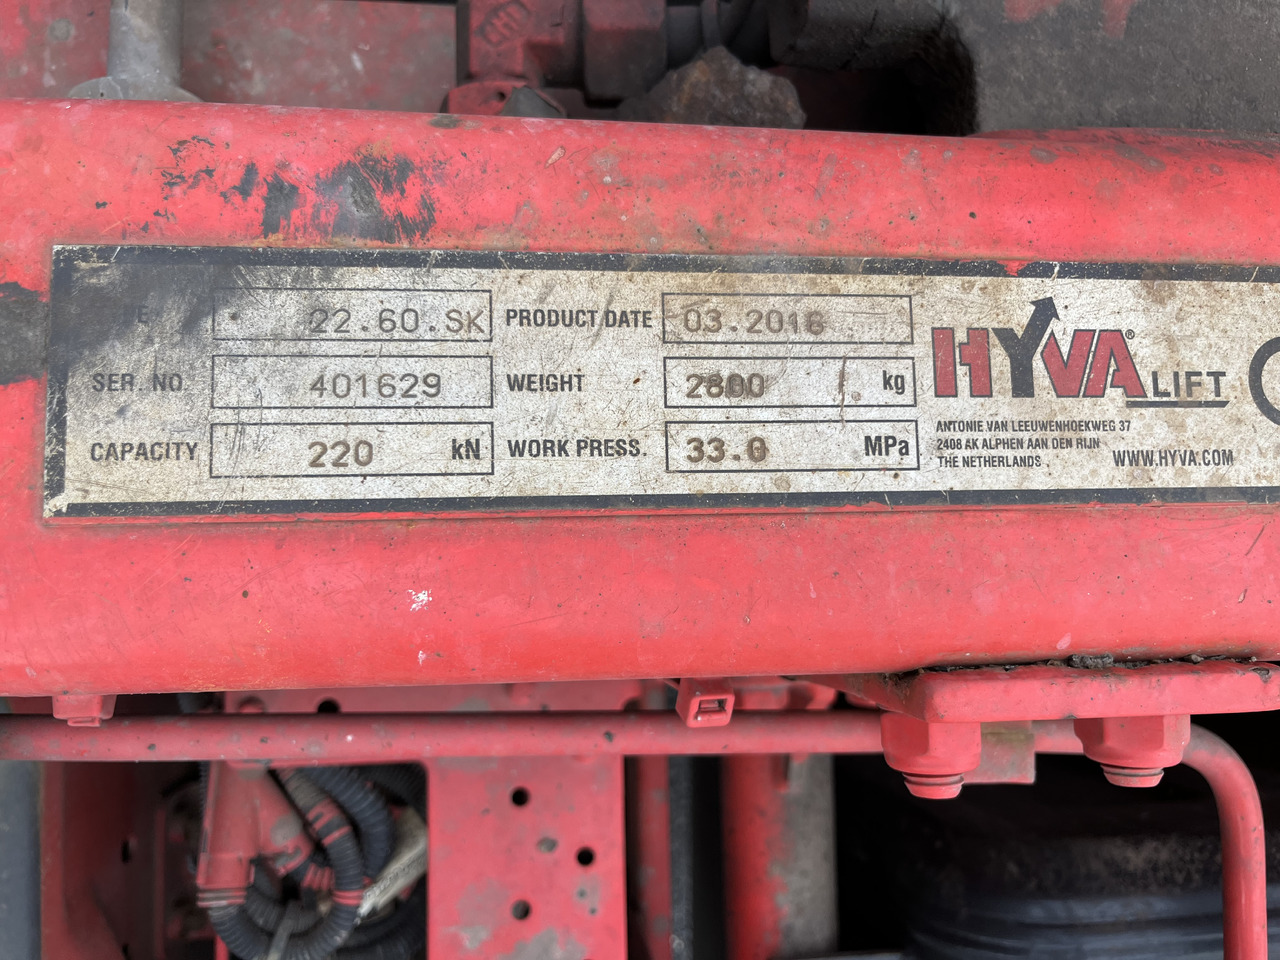 22.60.SK PRODUCT DATE 03.2016
SER. NO. 401629 WEIGHT 2800 kg
CAPACITY 220 kN WORK PRESS. 33.0 MPa
HYVA® LIFT
ANTONIE VAN LEEUWENHOEKWEG 37
2408 AK ALPHEN AAN DEN RIJN
THE NETHERLANDS WWW.HYVA.COM